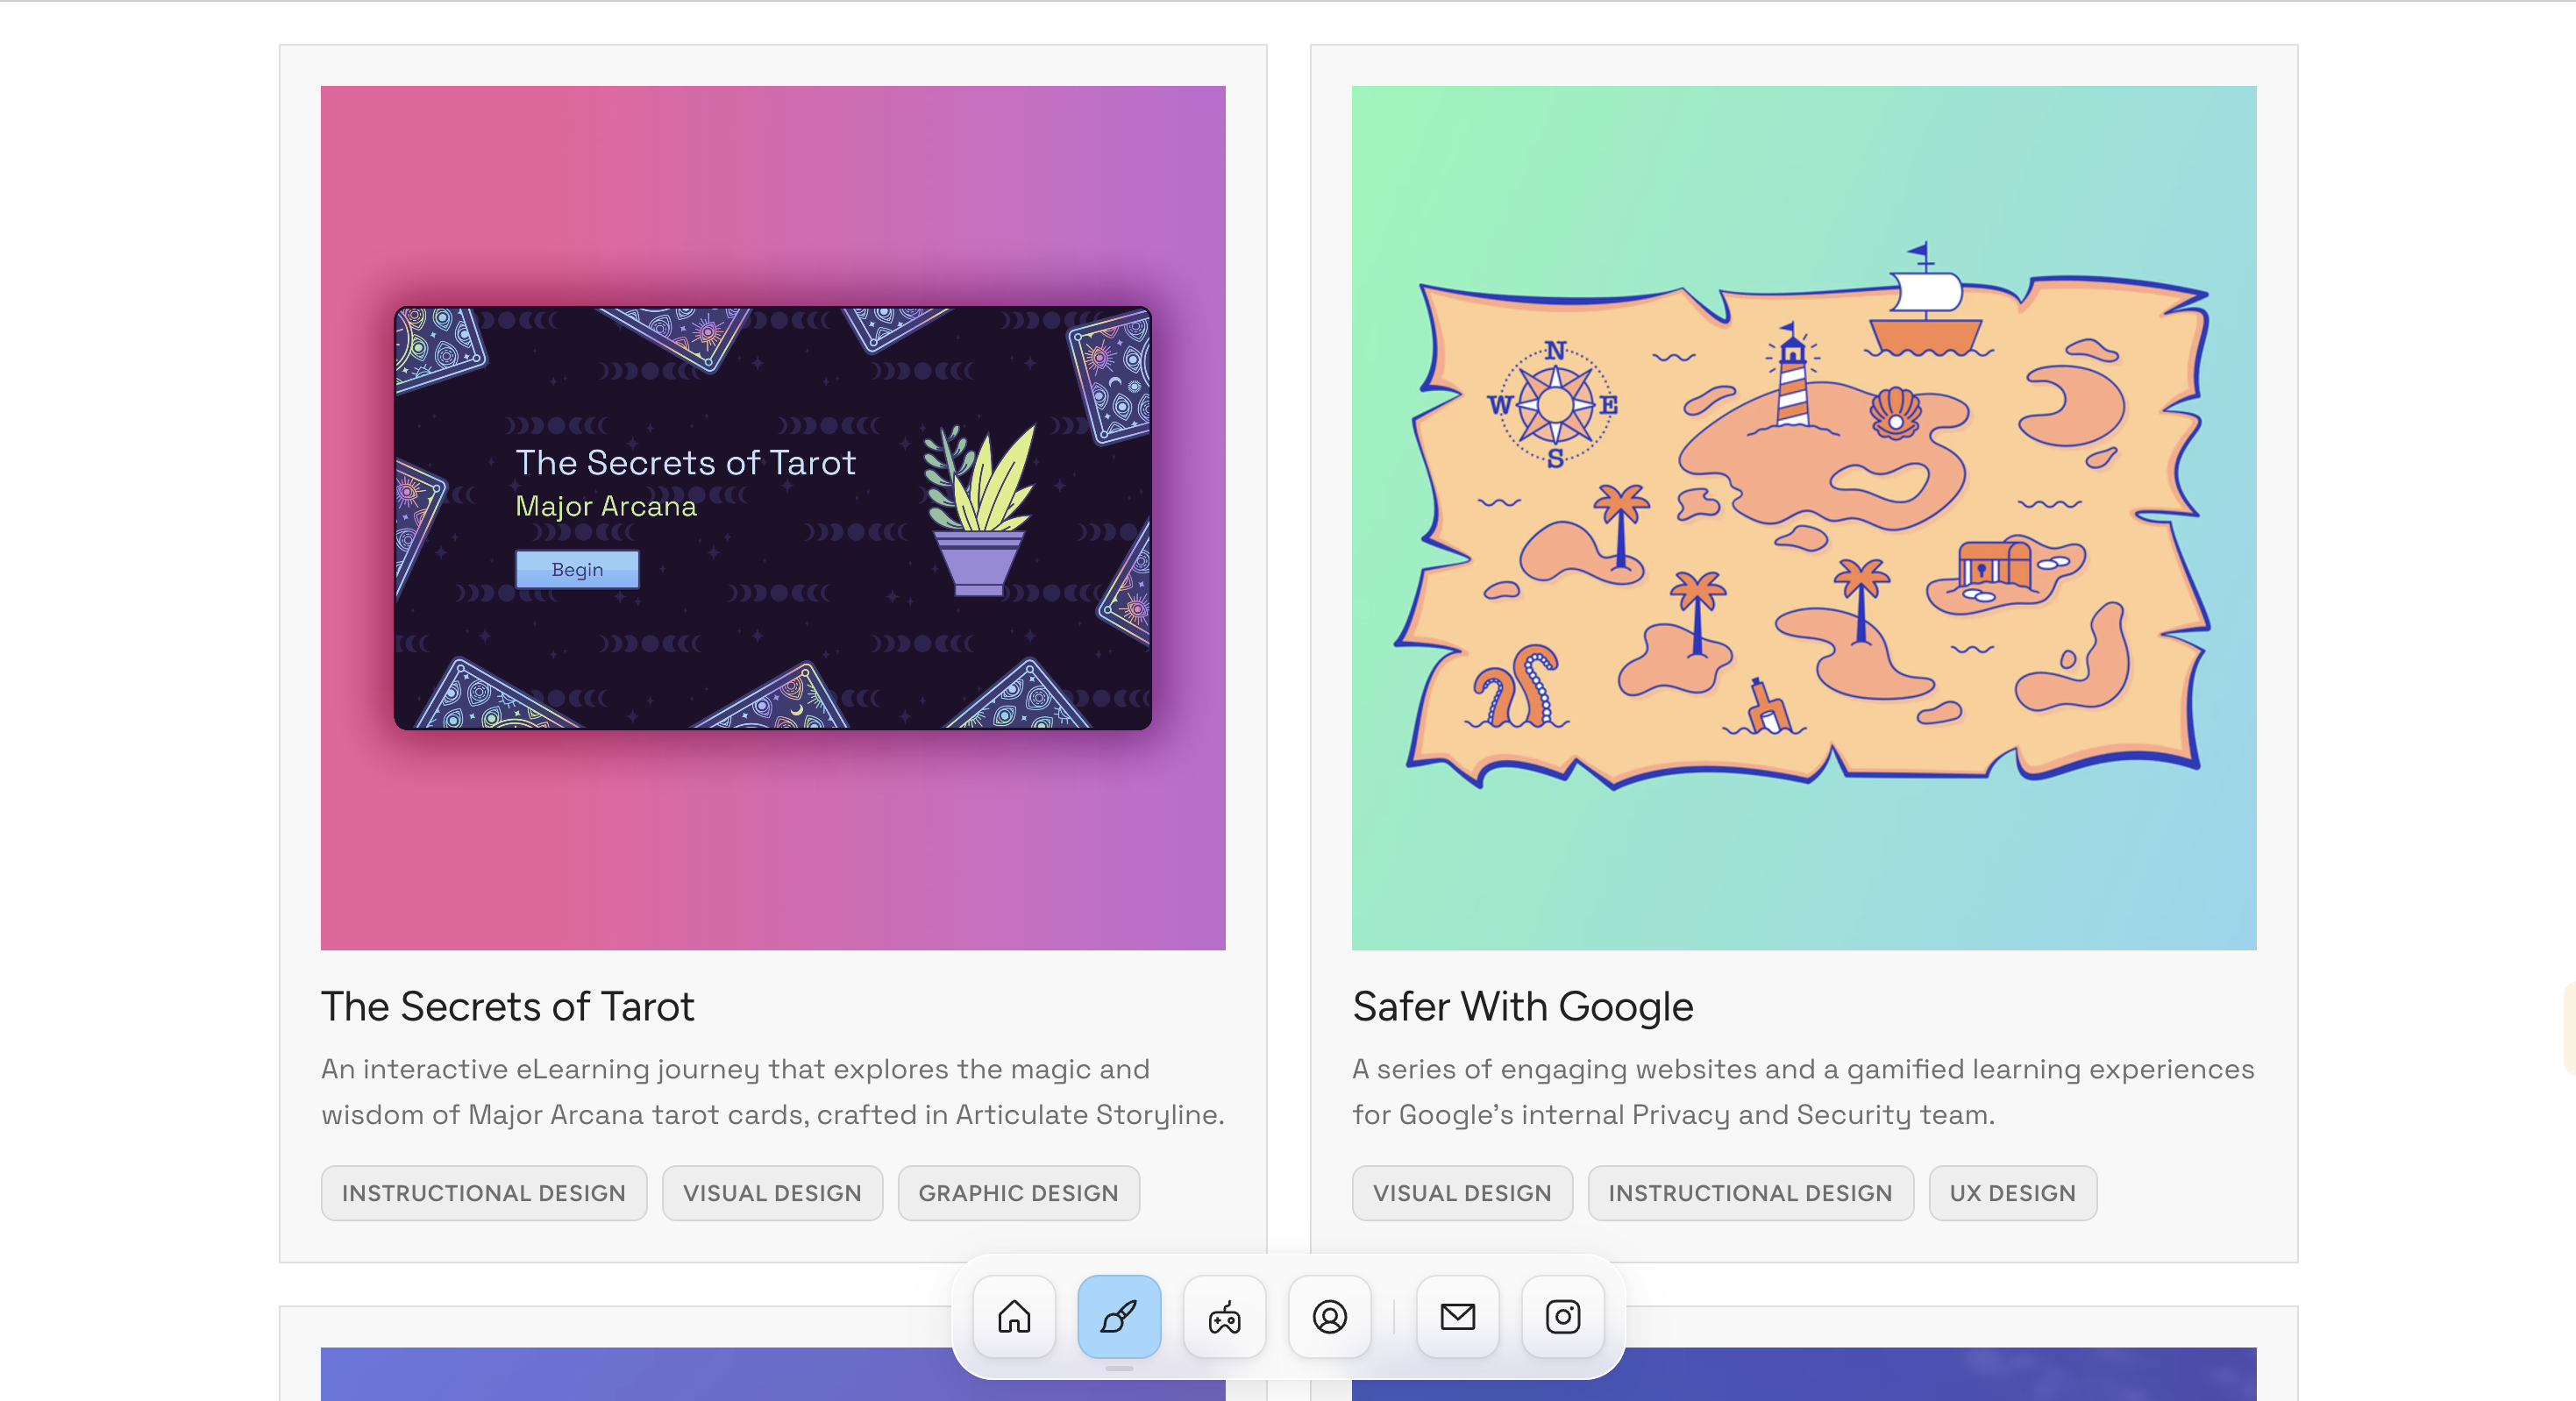 The Secrets of Tarot
Major Arcana
Begin
N
W E
S
The Secrets of Tarot
An interactive eLearning journey that explores the magic and
wisdom of Major Arcana tarot cards, crafted in Articulate Storyline.
INSTRUCTIONAL DESIGN
VISUAL DESIGN
GRAPHIC DESIGN
Safer With Google
A series of engaging websites and a gamified learning experiences
for Google’s internal Privacy and Security team.
VISUAL DESIGN
INSTRUCTIONAL DESIGN
UX DESIGN